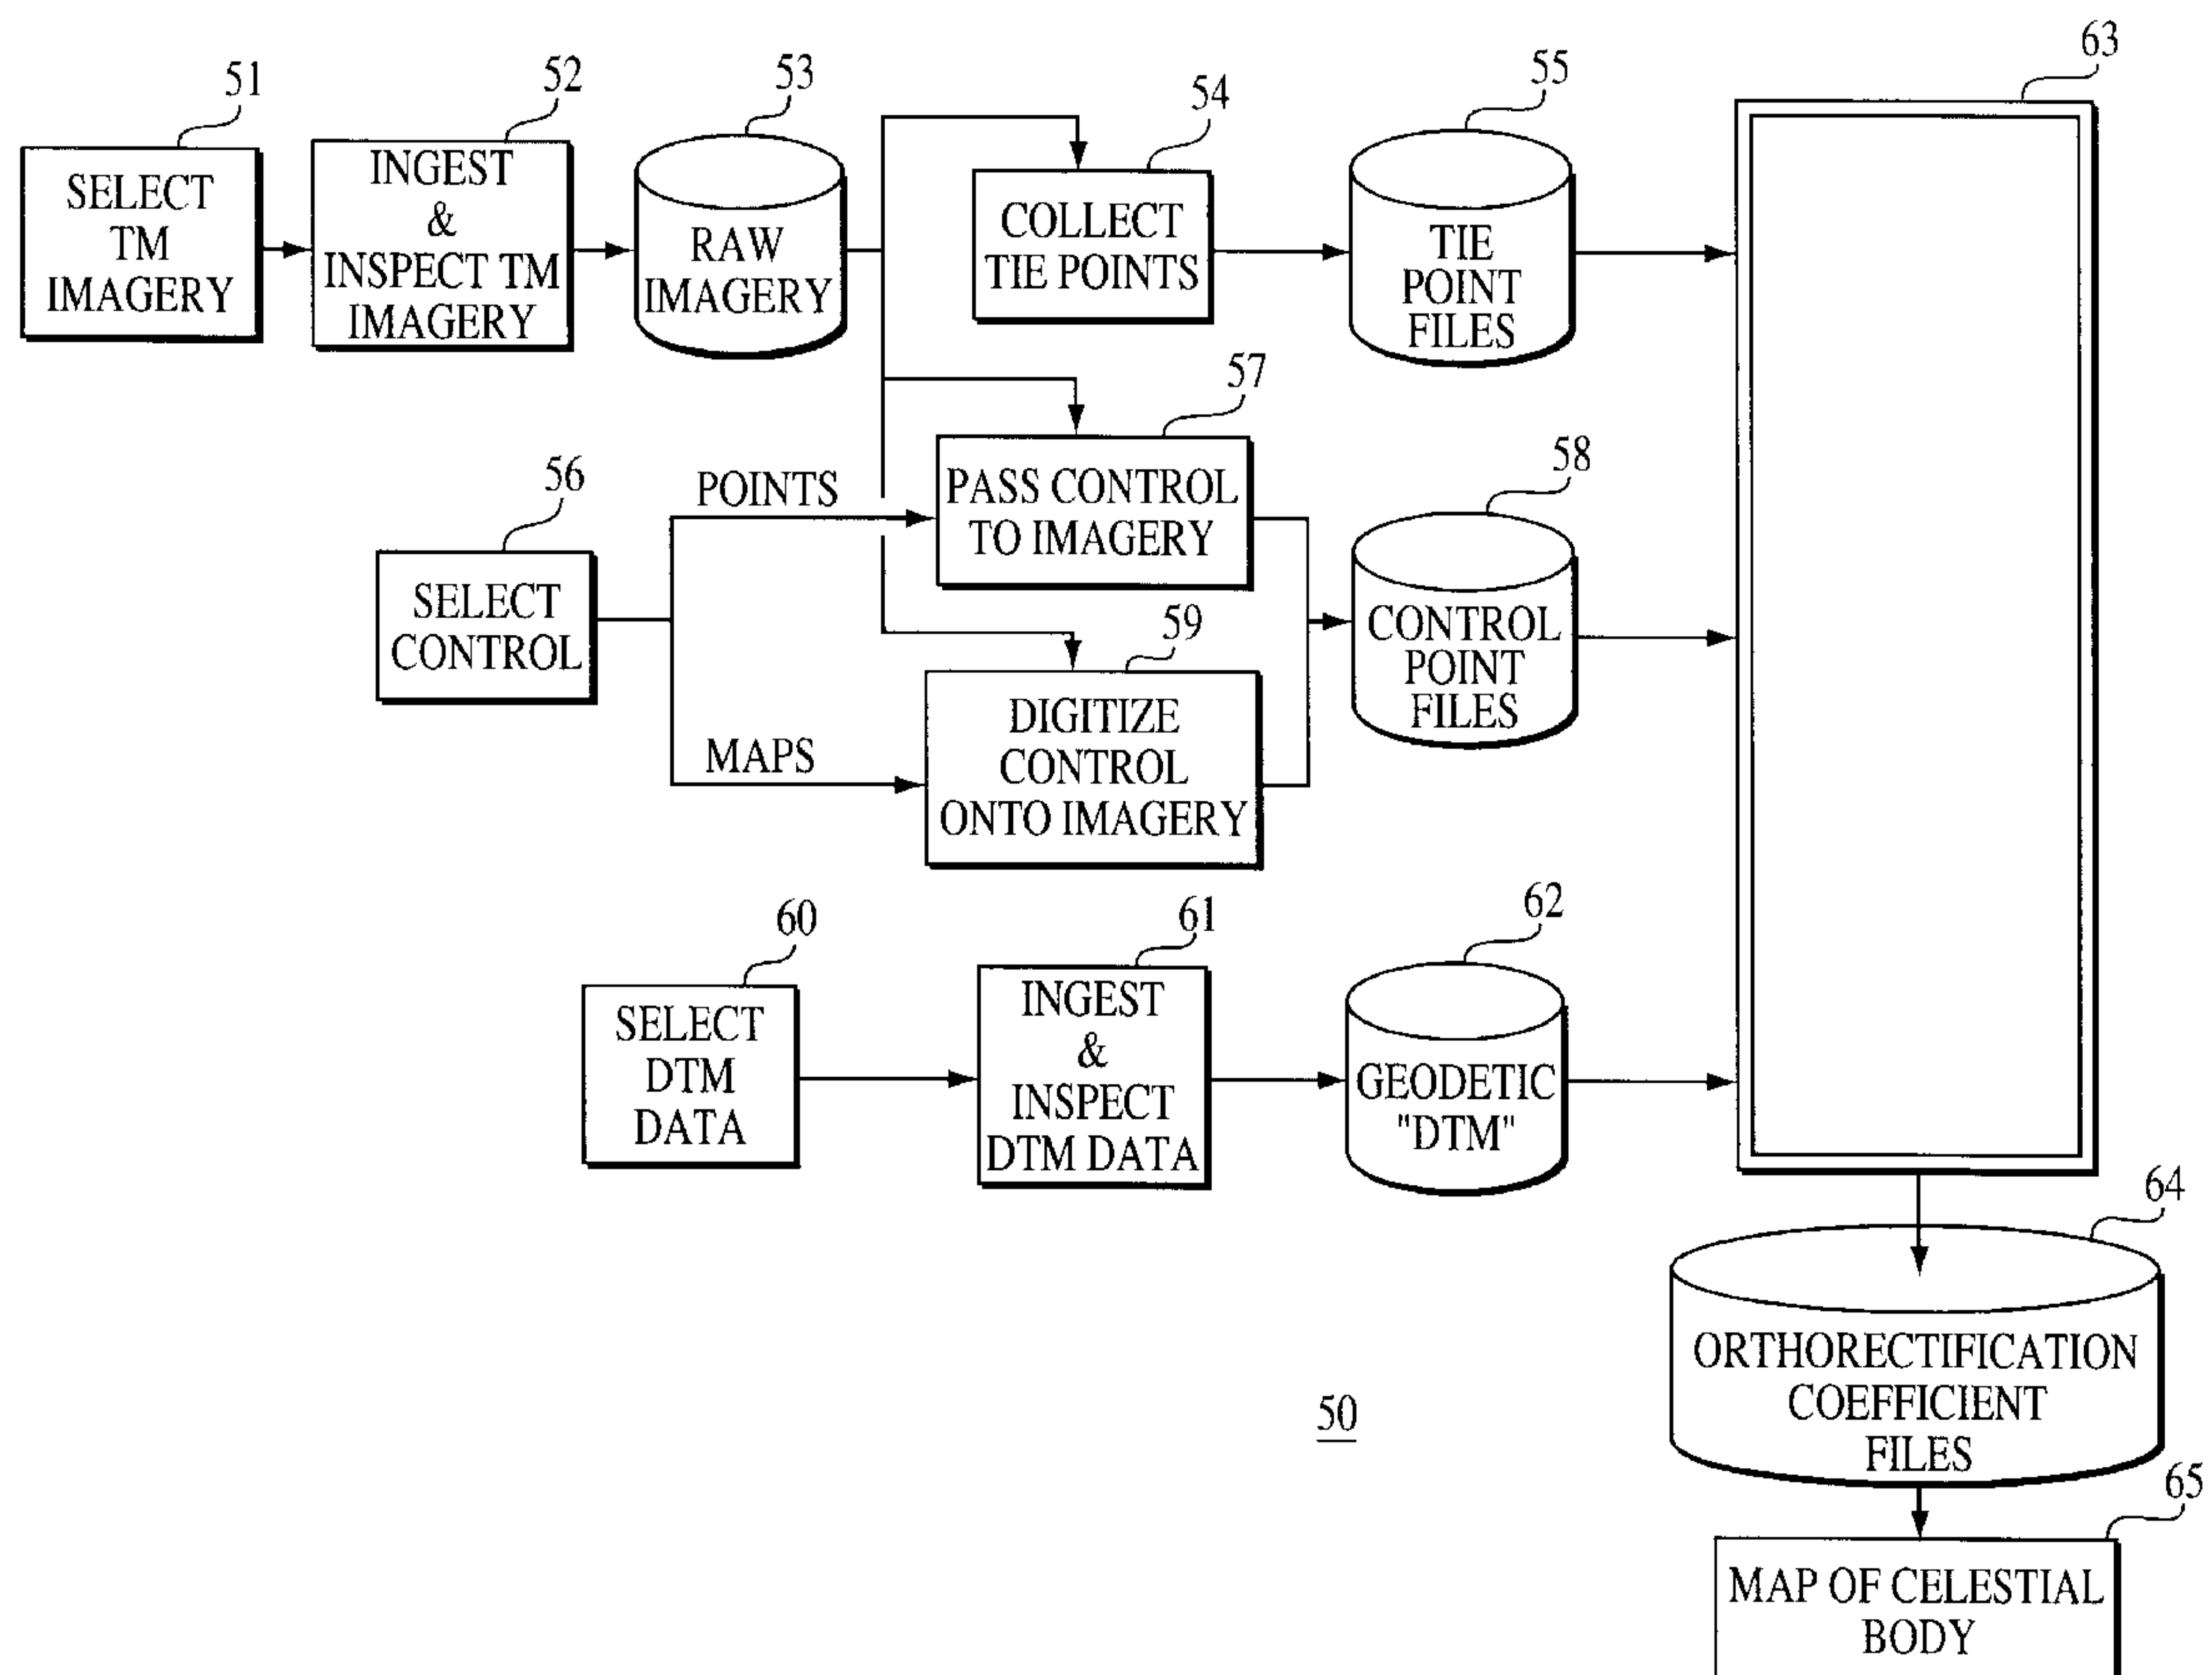 51
52
53
54
55
63
SELECT
TM
IMAGERY
INGEST
&
INSPECT TM
IMAGERY
RAW
IMAGERY
COLLECT
TIE POINTS
TIE
POINT
FILES
56
57
58
POINTS
PASS CONTROL
TO IMAGERY
SELECT
CONTROL
59
CONTROL
POINT
FILES
MAPS
DIGITIZE
CONTROL
ONTO IMAGERY
60
61
62
SELECT
DTM
DATA
INGEST
&
INSPECT
DTM DATA
GEODETIC
"DTM"
64
ORTHORECTIFICATION
COEFFICIENT
FILES
50
65
MAP OF CELESTIAL
BODY